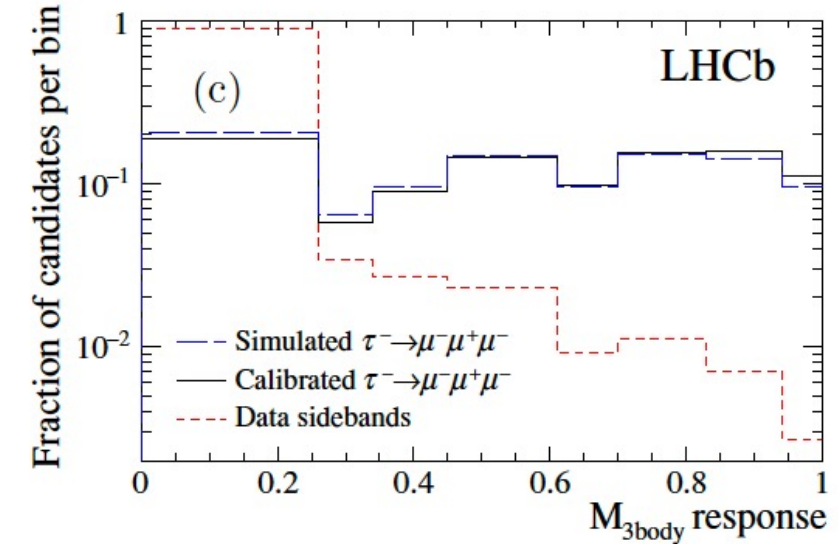 Fraction of candidates per bin
1
10⁻¹
10⁻²
(c)
LHCb
Simulated τ⁻→μ⁻μ⁺μ⁻
Calibrated τ⁻→μ⁻μ⁺μ⁻
Data sidebands
0 0.2 0.4 0.6 0.8 1
M3body response